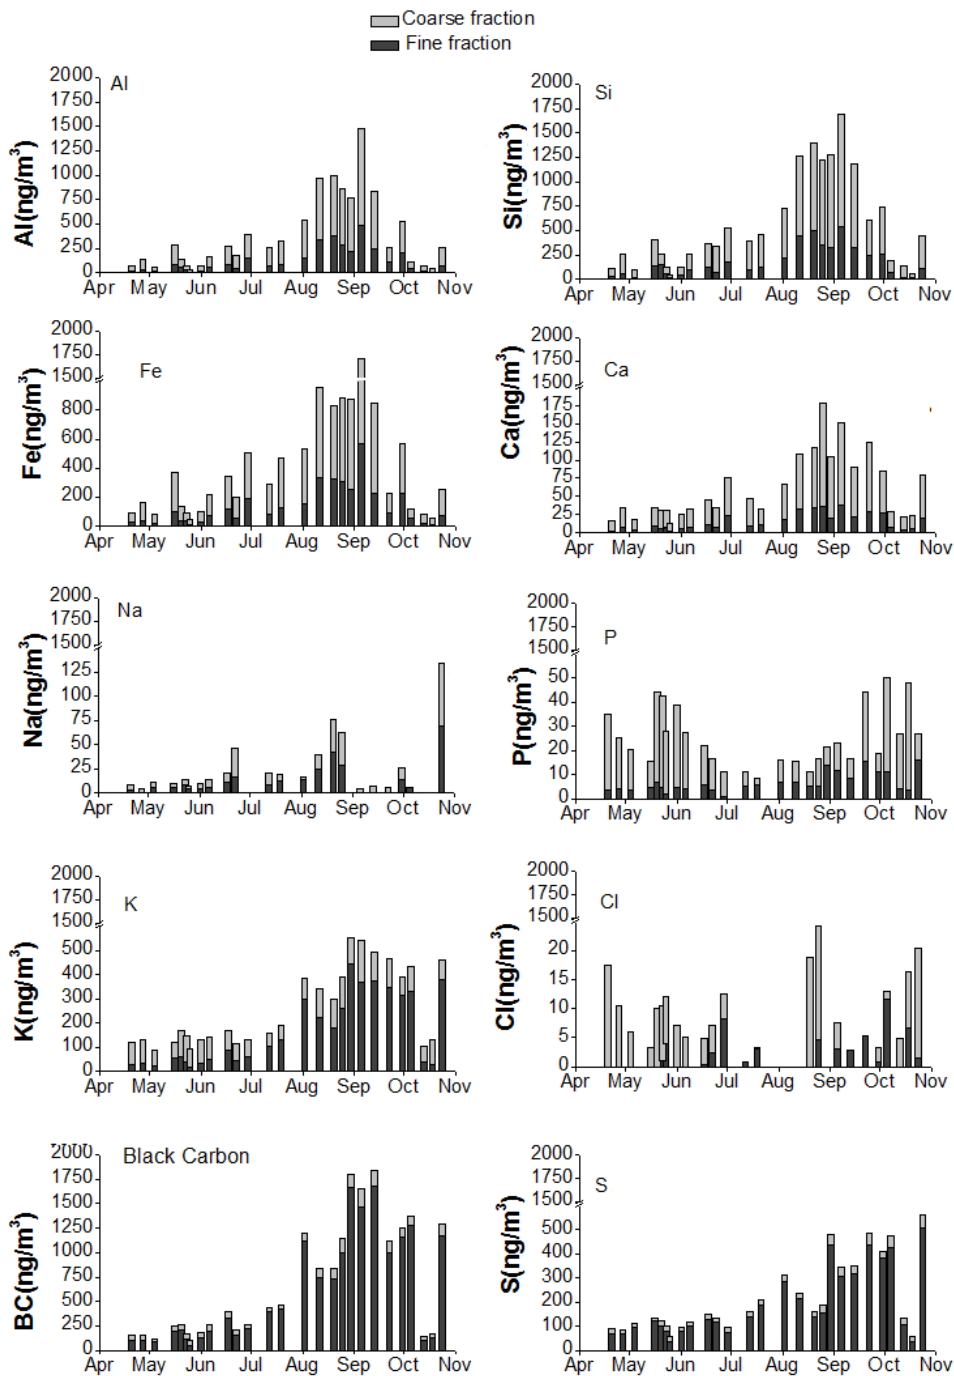 Coarse fraction
Fine fraction
Al
Al(ng/m³)
2000
1750
1500
1250
1000
750
500
250
0
Apr May Jun Jul Aug Sep Oct Nov
Si
Si(ng/m³)
2000
1750
1500
1250
1000
750
500
250
0
Apr May Jun Jul Aug Sep Oct Nov
Fe
Fe(ng/m³)
2000
1750
1500
800
600
400
200
0
Apr May Jun Jul Aug Sep Oct Nov
Ca
Ca(ng/m³)
2000
1750
1500
175
150
125
100
75
50
25
0
Apr May Jun Jul Aug Sep Oct Nov
Na
Na(ng/m³)
2000
1750
1500
125
100
75
50
25
0
Apr May Jun Jul Aug Sep Oct Nov
P
P(ng/m³)
2000
1750
1500
50
40
30
20
10
0
Apr May Jun Jul Aug Sep Oct Nov
K
K(ng/m³)
2000
1750
1500
500
400
300
200
100
0
Apr May Jun Jul Aug Sep Oct Nov
Cl
Cl(ng/m³)
2000
1750
1500
20
15
10
5
0
Apr May Jun Jul Aug Sep Oct Nov
Black Carbon
BC(ng/m³)
2000
1750
1500
1250
1000
750
500
250
0
Apr May Jun Jul Aug Sep Oct Nov
S
S(ng/m³)
2000
1750
1500
500
400
300
200
100
0
Apr May Jun Jul Aug Sep Oct Nov